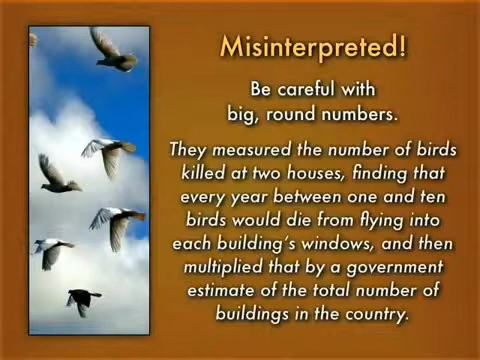 Misinterpreted!
Be careful with
big, round numbers.
They measured the number of birds
killed at two houses, finding that
every year between one and ten
birds would die from flying into
each building's windows, and then
multiplied that by a government
estimate of the total number of
buildings in the country.